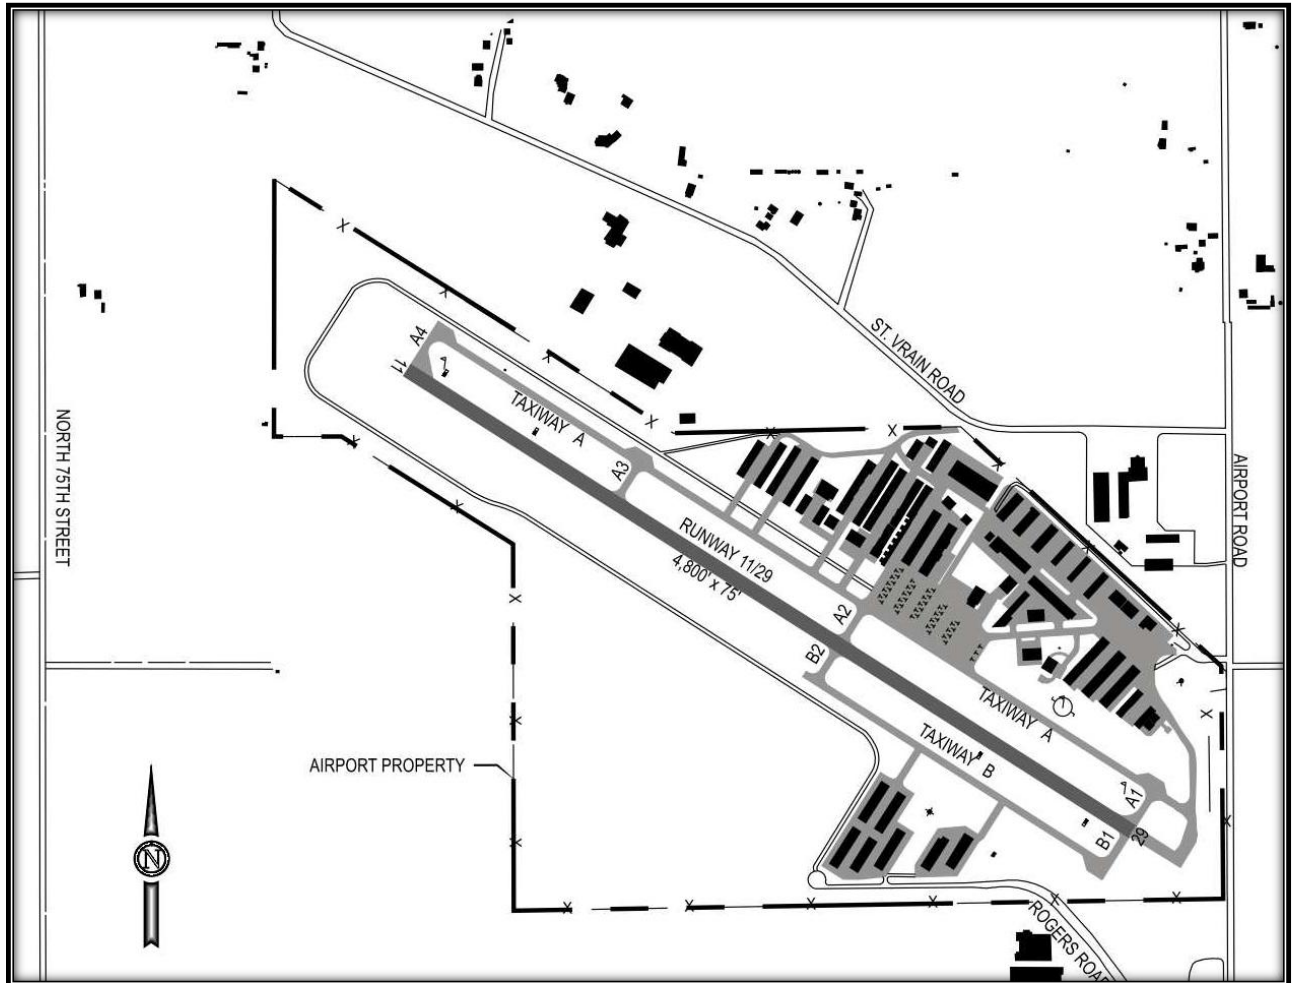 ST. VRAIN ROAD
A4
11
TAXIWAY A
NORTH 75TH STREET
A3
AIRPORT ROAD
RUNWAY 11/29
4,800' x 75'
A2
B2
TAXIWAY A
TAXIWAY B
AIRPORT PROPERTY
A1
29
B1
N
ROGERS ROAD